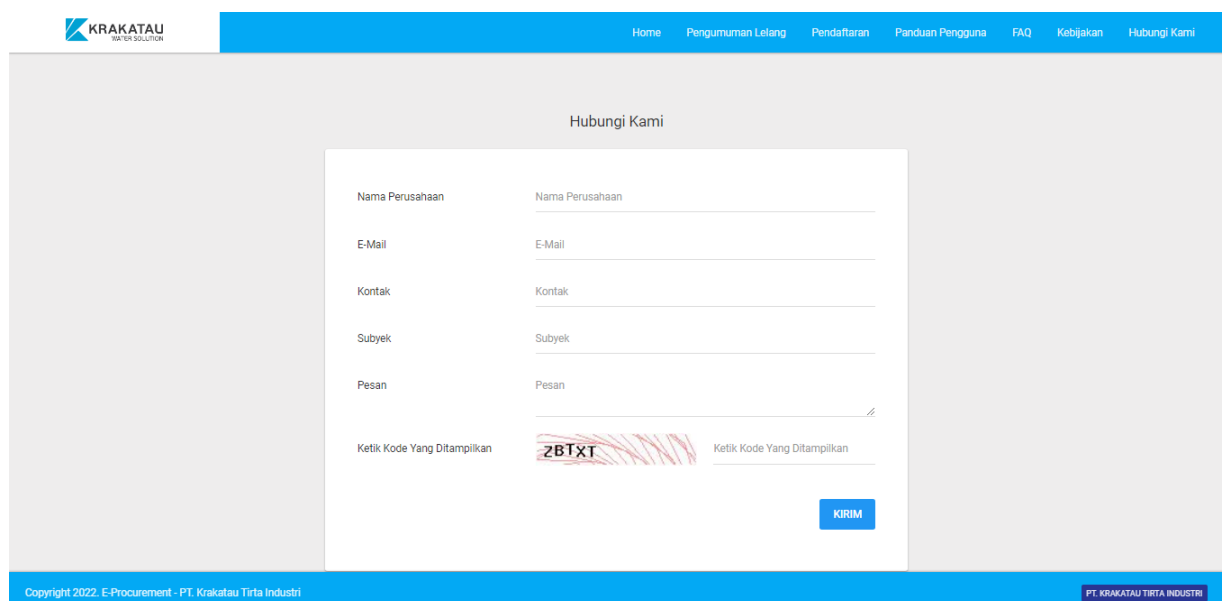 KRAKATAU
WATER SOLUTION
Home Pengumuman Lelang Pendaftaran Panduan Pengguna FAQ Kebijakan Hubungi Kami
Hubungi Kami
Nama Perusahaan Nama Perusahaan
E-Mail E-Mail
Kontak Kontak
Subyek Subyek
Pesan Pesan
Ketik Kode Yang Ditampilkan ZBTXT Ketik Kode Yang Ditampilkan
KIRIM
Copyright 2022. E-Procurement - PT. Krakatau Tirta Industri PT. KRAKATAU TIRTA INDUSTRI